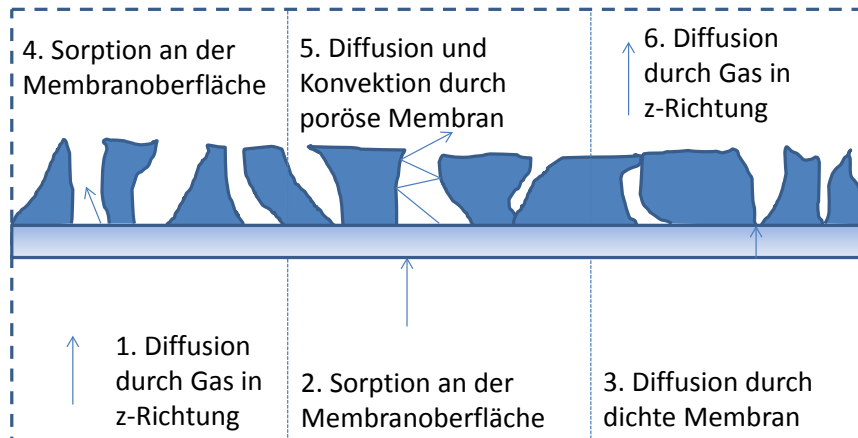 4. Sorption an der
Membranoberfläche
5. Diffusion und
Konvektion durch
poröse Membran
6. Diffusion
durch Gas in
z-Richtung
1. Diffusion
durch Gas in
z-Richtung
2. Sorption an der
Membranoberfläche
3. Diffusion durch
dichte Membran